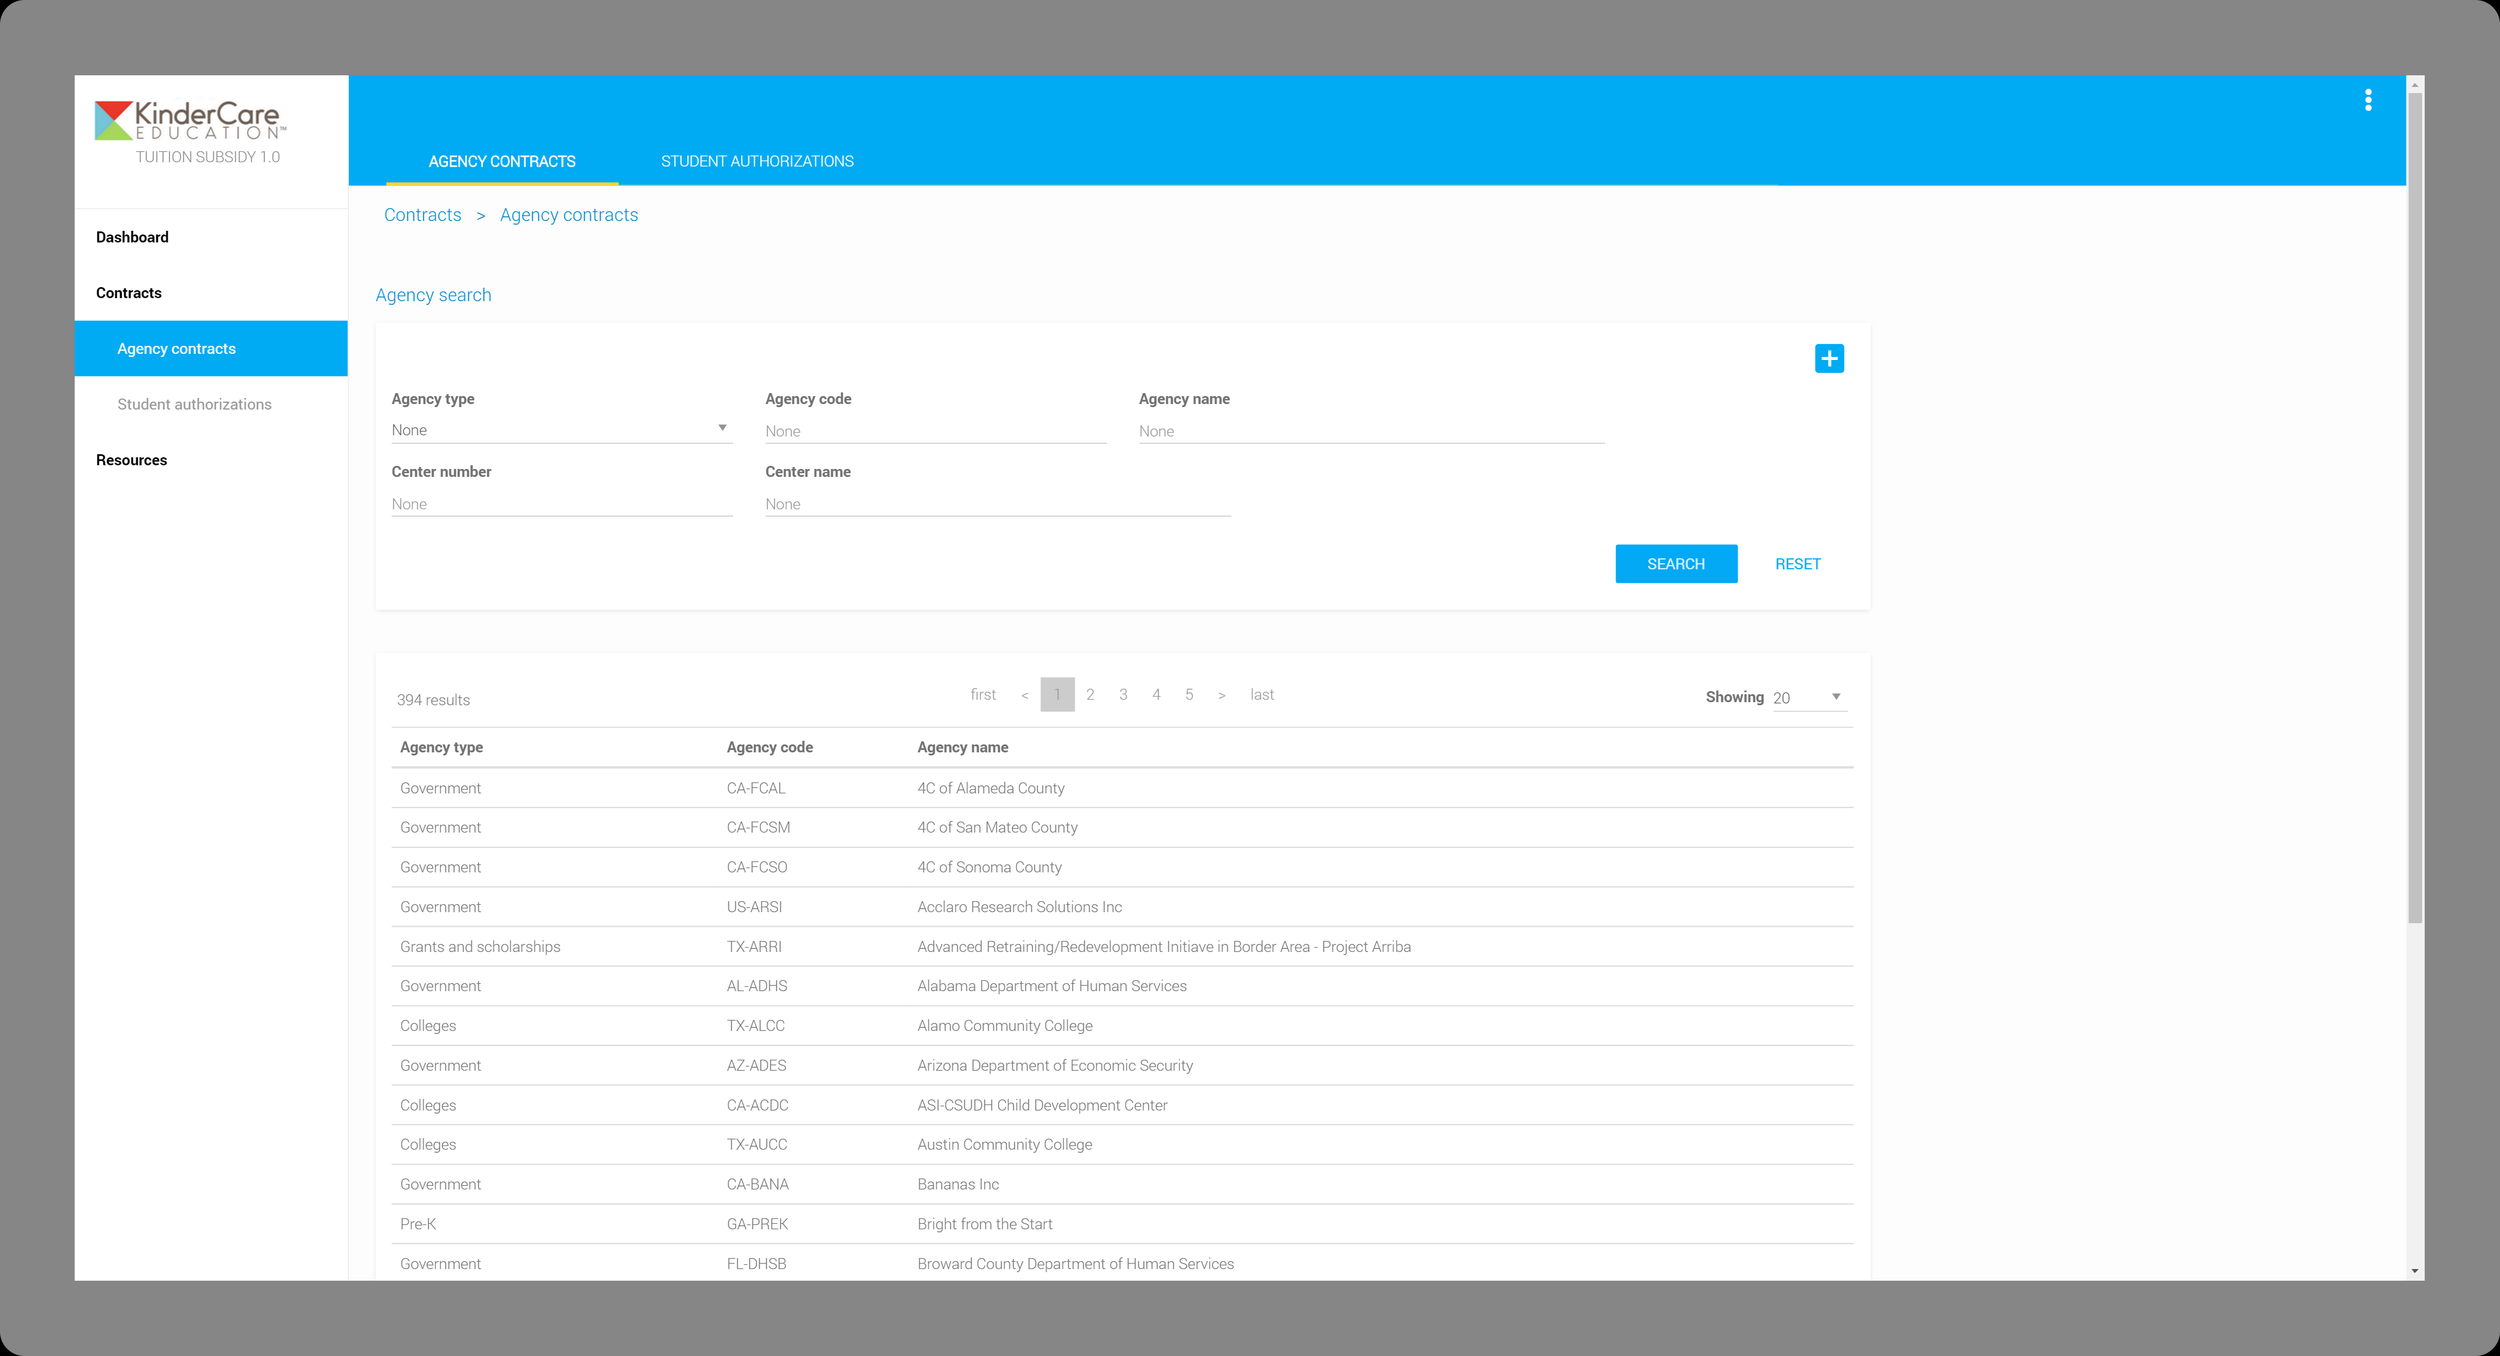 KinderCare
EDUCATION™
TUITION SUBSIDY 1.0
AGENCY CONTRACTS STUDENT AUTHORIZATIONS
Contracts > Agency contracts
Dashboard
Contracts
Agency contracts
Student authorizations
Resources
Agency search
Agency type Agency code Agency name
None None None
Center number Center name
None None
SEARCH RESET
394 results first < 1 2 3 4 5 > last Showing 20
Agency type Agency code Agency name
Government CA-FCAL 4C of Alameda County
Government CA-FCSM 4C of San Mateo County
Government CA-FCSO 4C of Sonoma County
Government US-ARSI Acclaro Research Solutions Inc
Grants and scholarships TX-ARRI Advanced Retraining/Redevelopment Initiave in Border Area - Project Arriba
Government AL-ADHS Alabama Department of Human Services
Colleges TX-ALCC Alamo Community College
Government AZ-ADES Arizona Department of Economic Security
Colleges CA-ACDC ASI-CSUDH Child Development Center
Colleges TX-AUCC Austin Community College
Government CA-BANA Bananas Inc
Pre-K GA-PREK Bright from the Start
Government FL-DHSB Broward County Department of Human Services